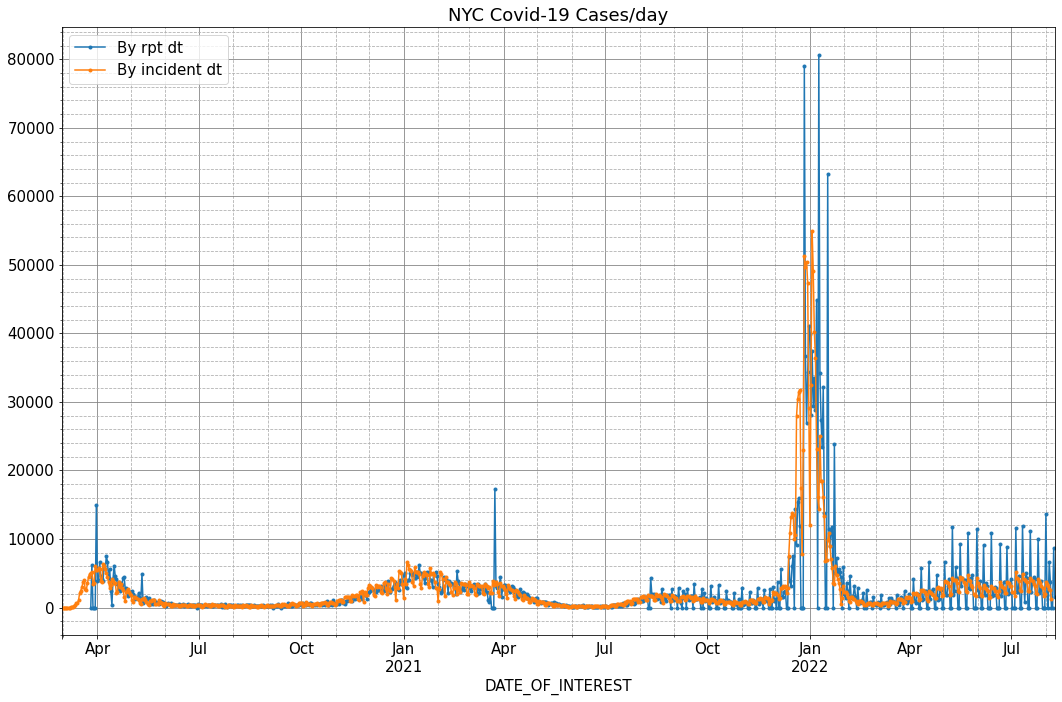 NYC Covid-19 Cases/day
By rpt dt
By incident dt
80000
70000
60000
50000
40000
30000
20000
10000
0
Apr Jul Oct Jan Apr Jul Oct Jan Apr Jul
2021 2022
DATE_OF_INTEREST